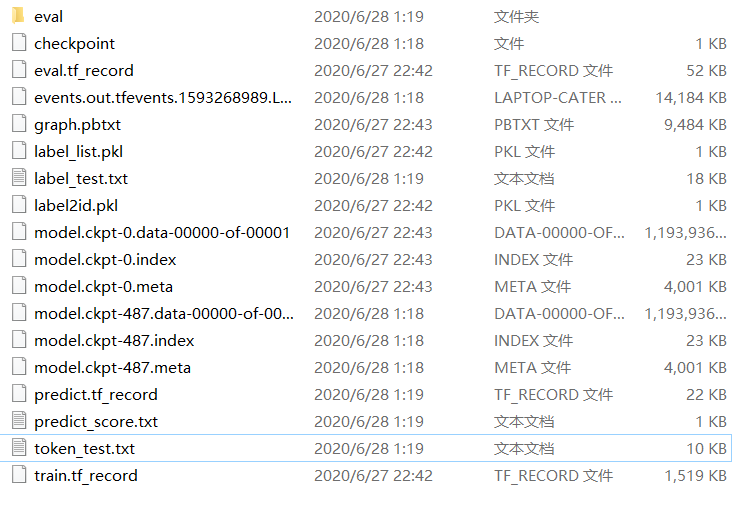 eval 2020/6/28 1:19 文件夹
checkpoint 2020/6/28 1:18 文件 1 KB
eval.tf_record 2020/6/27 22:42 TF_RECORD 文件 52 KB
events.out.tfevents.1593268989.L... 2020/6/28 1:18 LAPTOP-CATER ... 14,184 KB
graph.pbtxt 2020/6/27 22:43 PBTXT 文件 9,484 KB
label_list.pkl 2020/6/27 22:42 PKL 文件 1 KB
label_test.txt 2020/6/28 1:19 文本文档 18 KB
label2id.pkl 2020/6/27 22:42 PKL 文件 1 KB
model.ckpt-0.data-00000-of-00001 2020/6/27 22:43 DATA-00000-OF... 1,193,936...
model.ckpt-0.index 2020/6/27 22:43 INDEX 文件 23 KB
model.ckpt-0.meta 2020/6/27 22:43 META 文件 4,001 KB
model.ckpt-487.data-00000-of-00... 2020/6/28 1:18 DATA-00000-OF... 1,193,936...
model.ckpt-487.index 2020/6/28 1:18 INDEX 文件 23 KB
model.ckpt-487.meta 2020/6/28 1:18 META 文件 4,001 KB
predict.tf_record 2020/6/28 1:19 TF_RECORD 文件 22 KB
predict_score.txt 2020/6/28 1:19 文本文档 1 KB
token_test.txt 2020/6/28 1:19 文本文档 10 KB
train.tf_record 2020/6/27 22:42 TF_RECORD 文件 1,519 KB